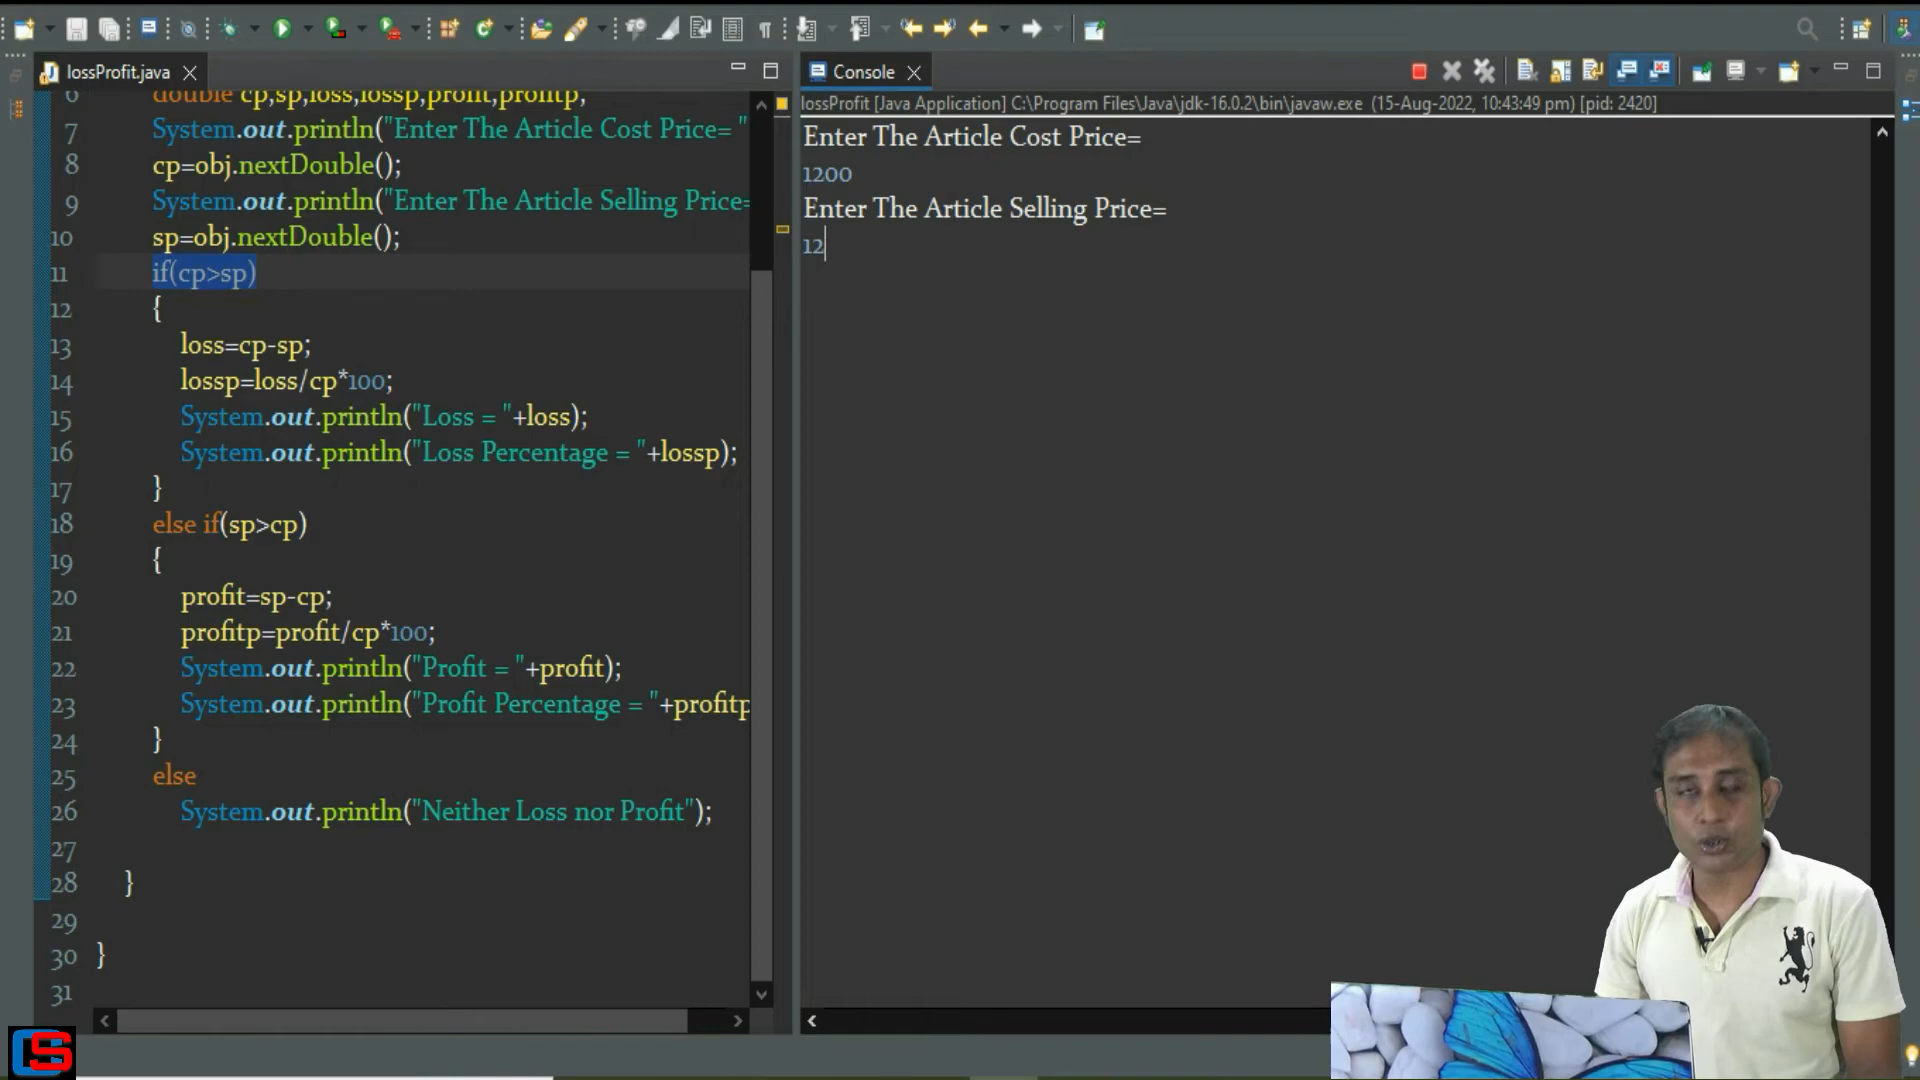 lossProfit.java
6 double cp,sp,loss,lossp,profit,profitp;
7 System.out.println("Enter The Article Cost Price= "
8 cp=obj.nextDouble();
9 System.out.println("Enter The Article Selling Price=
10 sp=obj.nextDouble();
11 if(cp>sp)
12 {
13 loss=cp-sp;
14 lossp=loss/cp*100;
15 System.out.println("Loss = "+loss);
16 System.out.println("Loss Percentage = "+lossp);
17 }
18 else if(sp>cp)
19 {
20 profit=sp-cp;
21 profitp=profit/cp*100;
22 System.out.println("Profit = "+profit);
23 System.out.println("Profit Percentage = "+profitp
24 }
25 else
26 System.out.println("Neither Loss nor Profit");
27
28 }
29
30 }
31
Console
lossProfit [Java Application] C:\Program Files\Java\jdk-16.0.2\bin\javaw.exe (15-Aug-2022, 10:43:49 pm) [pid: 2420]
Enter The Article Cost Price=
1200
Enter The Article Selling Price=
12
CS